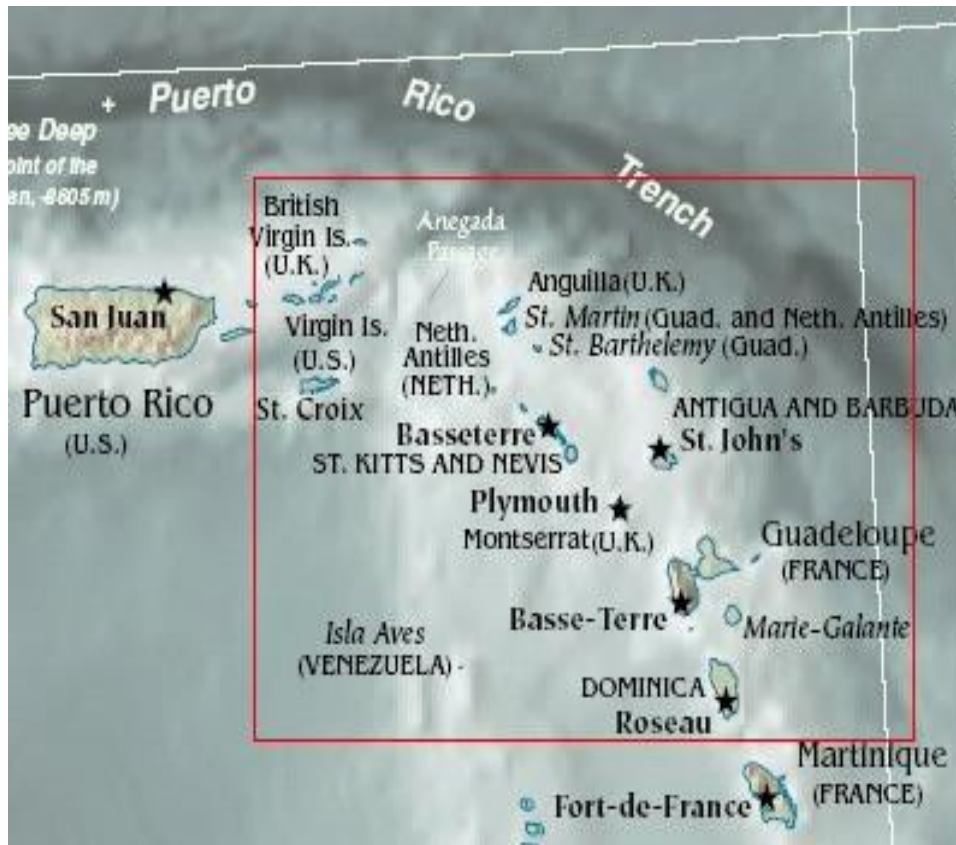 Puerto Rico Trench
ee Deep
oint of the
en, -8605 m)
British
Virgin Is.
(U.K.)
Anegada
Passage
Anguilla (U.K.)
San Juan
Virgin Is.
(U.S.)
St. Martin (Guad. and Neth. Antilles)
St. Barthelemy (Guad.)
Neth.
Antilles
(NETH.)
Puerto Rico
(U.S.)
St. Croix
ANTIGUA AND BARBUDA
St. John's
Basseterre
ST. KITTS AND NEVIS
Plymouth
Montserrat (U.K.)
Guadeloupe
(FRANCE)
Basse-Terre
Marie-Galante
Isla Aves
(VENEZUELA)
DOMINICA
Roseau
Martinique
(FRANCE)
Fort-de-France